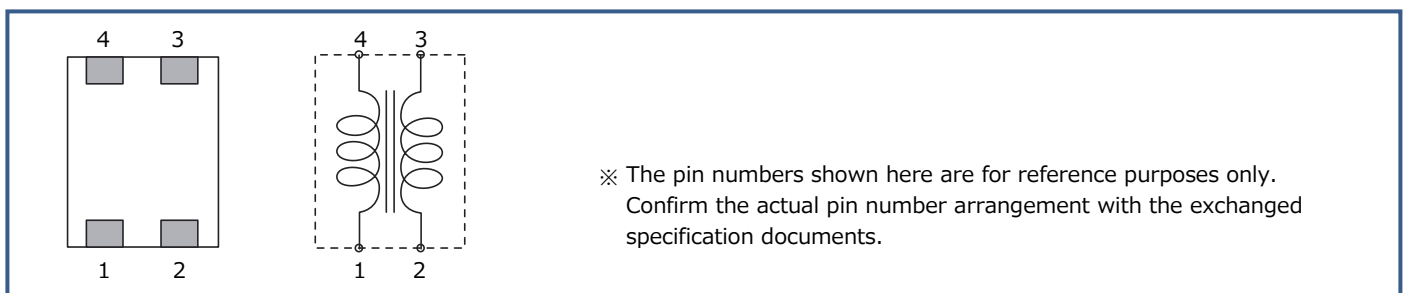 4 3
4 3
1 2
1 2
※ The pin numbers shown here are for reference purposes only.
Confirm the actual pin number arrangement with the exchanged
specification documents.